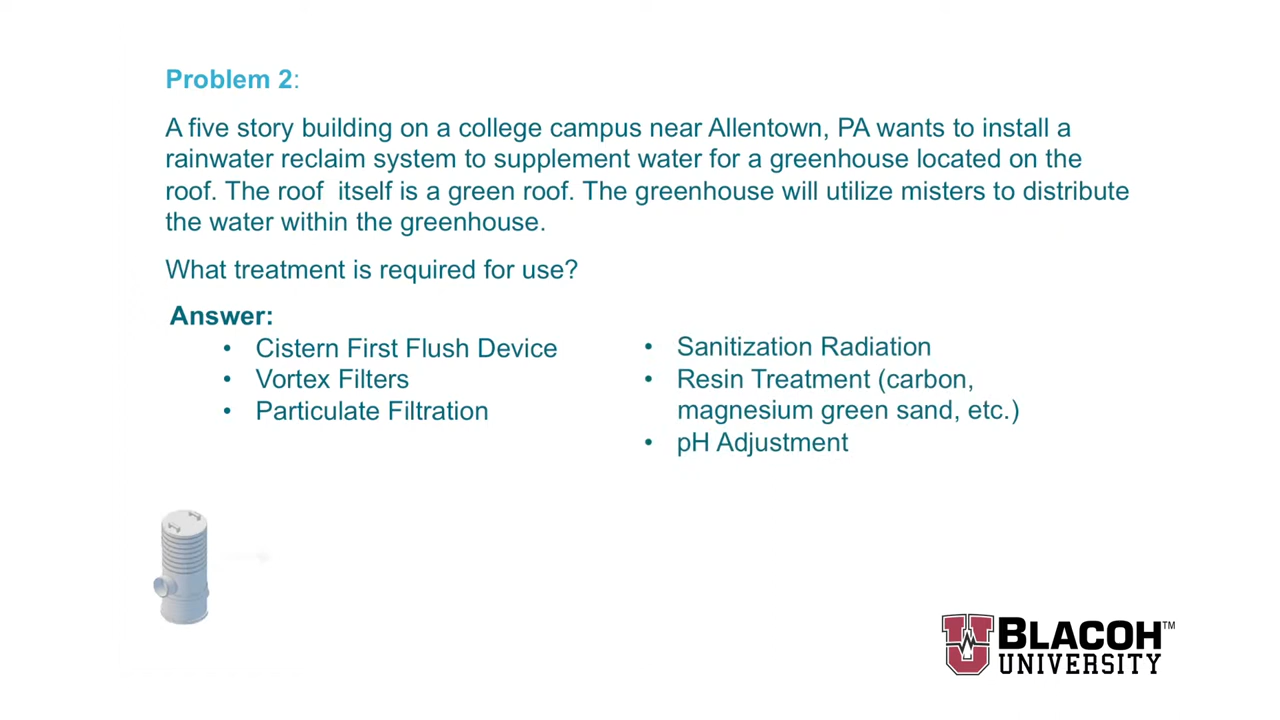 Problem 2:
A five story building on a college campus near Allentown, PA wants to install a
rainwater reclaim system to supplement water for a greenhouse located on the
roof. The roof itself is a green roof. The greenhouse will utilize misters to distribute
the water within the greenhouse.
What treatment is required for use?
Answer:
• Cistern First Flush Device
• Vortex Filters
• Particulate Filtration
• Sanitization Radiation
• Resin Treatment (carbon,
magnesium green sand, etc.)
• pH Adjustment
U BLACOH™
UNIVERSITY